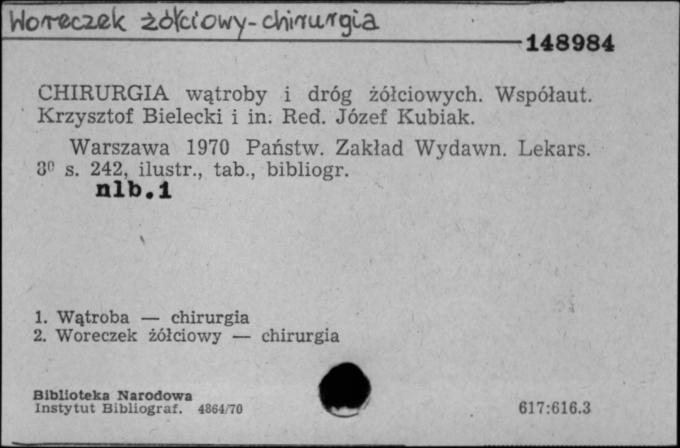 Woreczek żółciowy-chirurgia
148984
CHIRURGIA wątroby i dróg żółciowych. Współaut.
Krzysztof Bielecki i in. Red. Józef Kubiak.
Warszawa 1970 Państw. Zakład Wydawn. Lekars.
8⁰ s. 242, ilustr., tab., bibliogr.
nlb.1
1. Wątroba — chirurgia
2. Woreczek żółciowy — chirurgia
Biblioteka Narodowa
Instytut Bibliograf. 4864/70
617:616.3